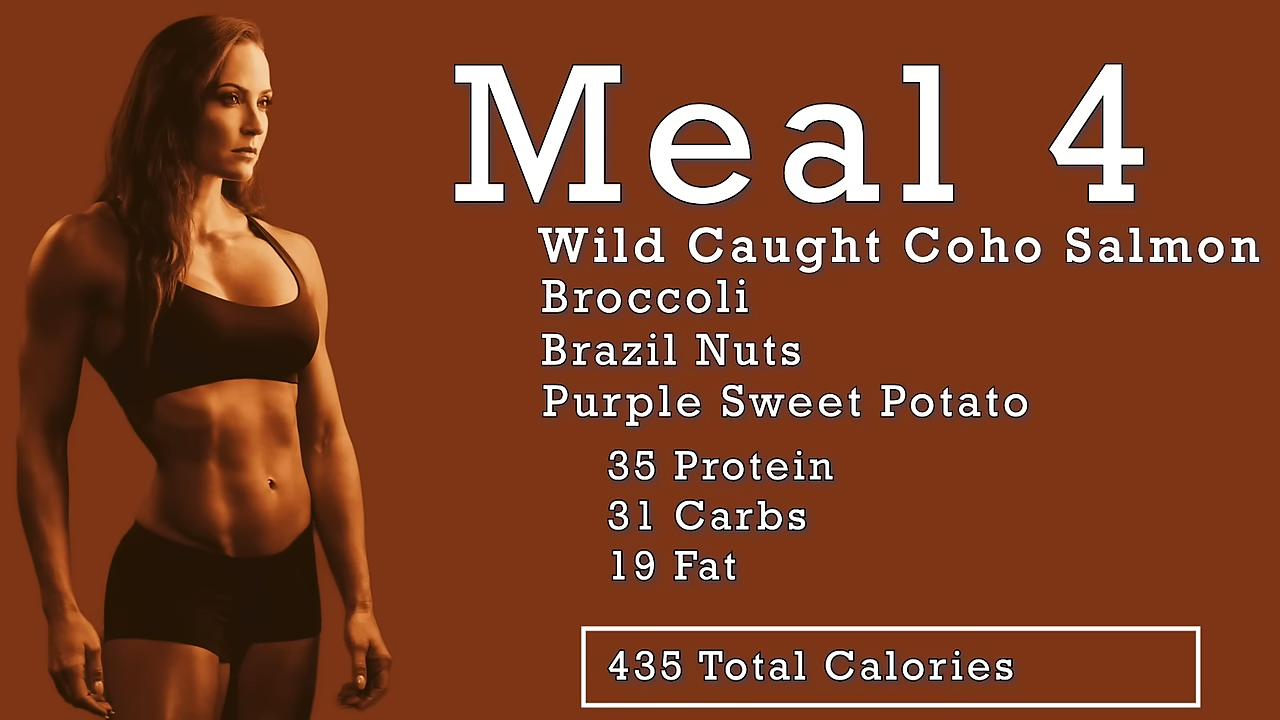 Meal 4
Wild Caught Coho Salmon
Broccoli
Brazil Nuts
Purple Sweet Potato
35 Protein
31 Carbs
19 Fat
435 Total Calories